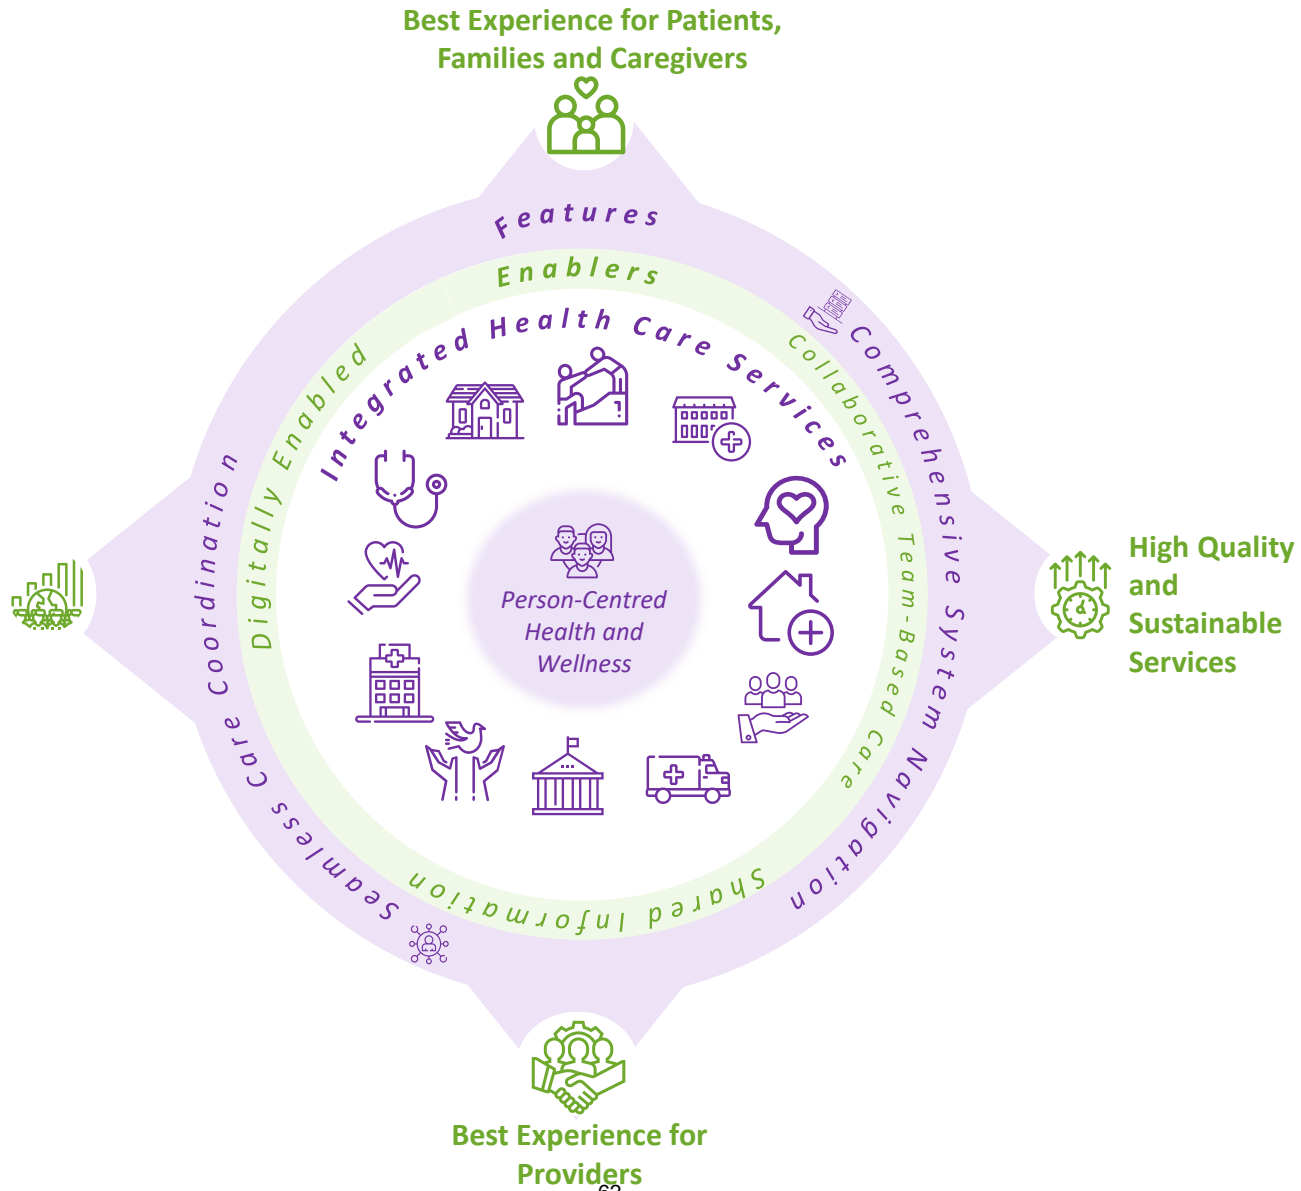 Best Experience for Patients,
Families and Caregivers
Features
Enablers
Integrated Health Care Services
Digitally Enabled
Collaborative Team-Based Care
Comprehensive System Navigation
Seamless Care Coordination
Shared Information
Person-Centred
Health and
Wellness
High Quality
and
Sustainable
Services
Best Experience for
Providers
62